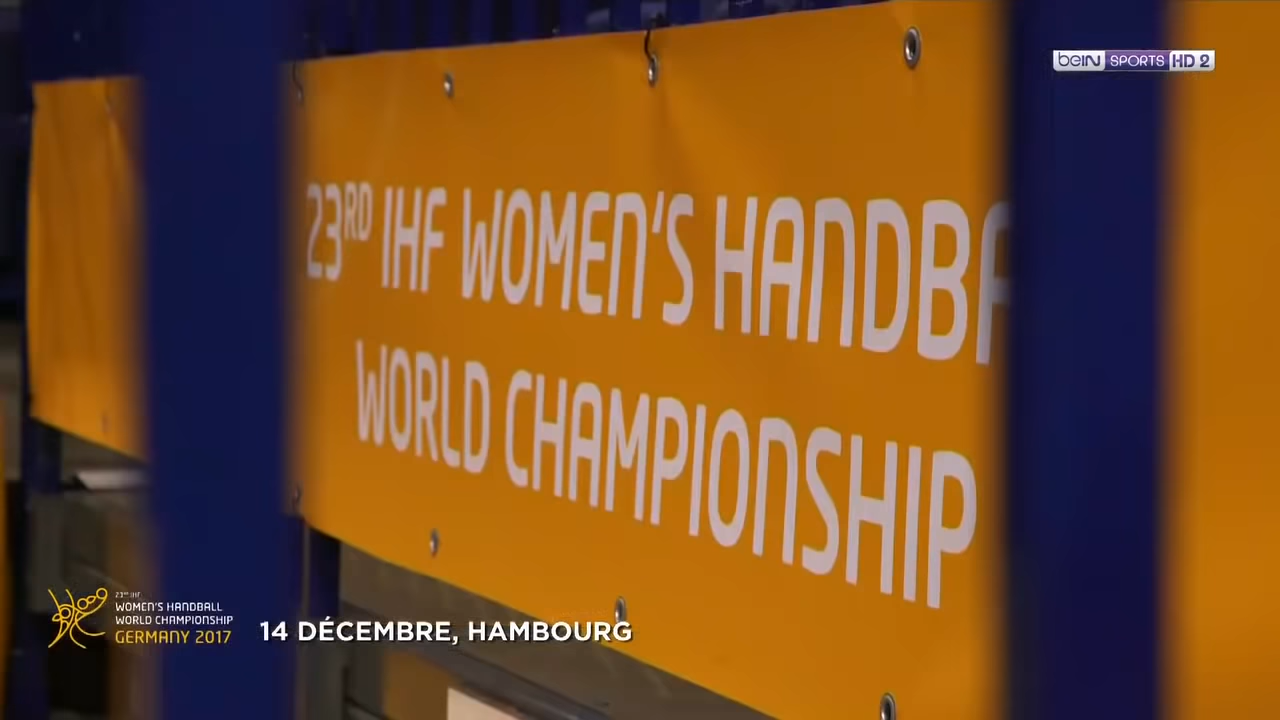 beIN SPORTS HD 2
23RD IHF WOMEN'S HANDBA
WORLD CHAMPIONSHIP
23RD IHF
WOMEN'S HANDBALL
WORLD CHAMPIONSHIP
GERMANY 2017
14 DÉCEMBRE, HAMBOURG